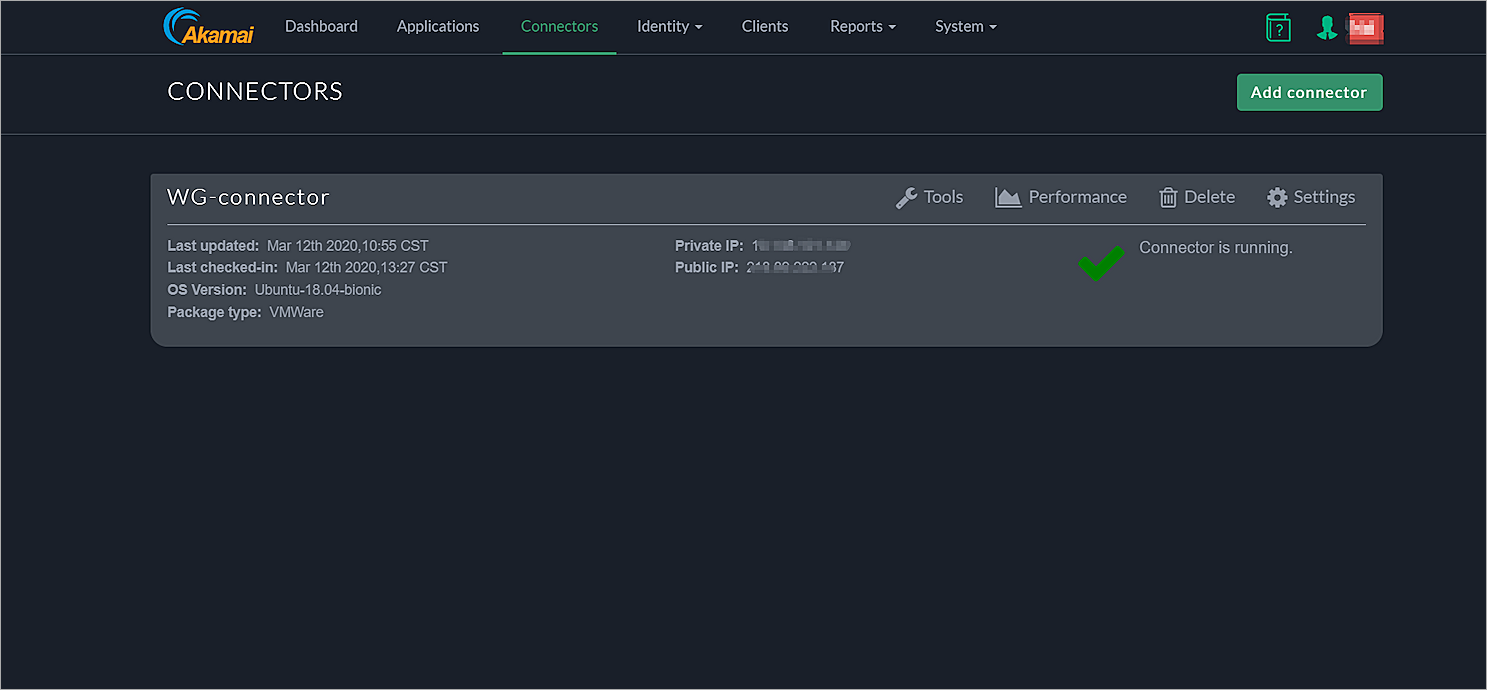 Akamai Dashboard Applications Connectors Identity Clients Reports System ?
CONNECTORS Add connector
WG-connector Tools Performance Delete Settings
Last updated: Mar 12th 2020,10:55 CST Private IP: Connector is running.
Last checked-in: Mar 12th 2020,13:27 CST Public IP:
OS Version: Ubuntu-18.04-bionic
Package type: VMWare